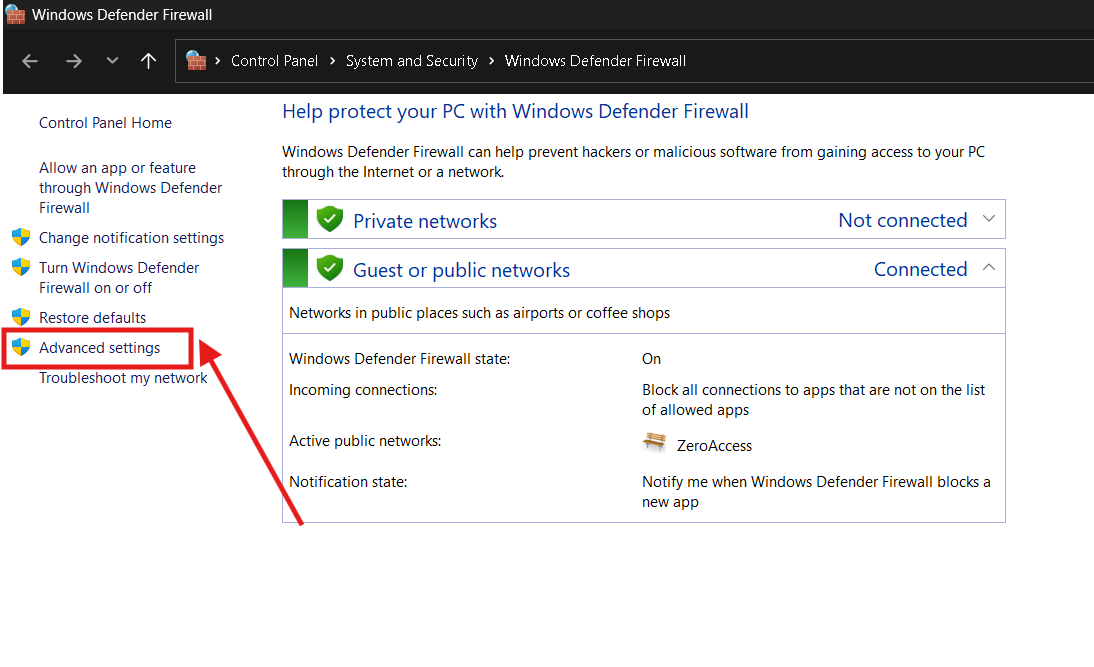 Windows Defender Firewall
Control Panel > System and Security > Windows Defender Firewall
Control Panel Home
Allow an app or feature
through Windows Defender
Firewall
Change notification settings
Turn Windows Defender
Firewall on or off
Restore defaults
Advanced settings
Troubleshoot my network
Help protect your PC with Windows Defender Firewall
Windows Defender Firewall can help prevent hackers or malicious software from gaining access to your PC
through the Internet or a network.
Private networks Not connected
Guest or public networks Connected
Networks in public places such as airports or coffee shops
Windows Defender Firewall state: On
Incoming connections: Block all connections to apps that are not on the list
of allowed apps
Active public networks: ZeroAccess
Notification state: Notify me when Windows Defender Firewall blocks a
new app